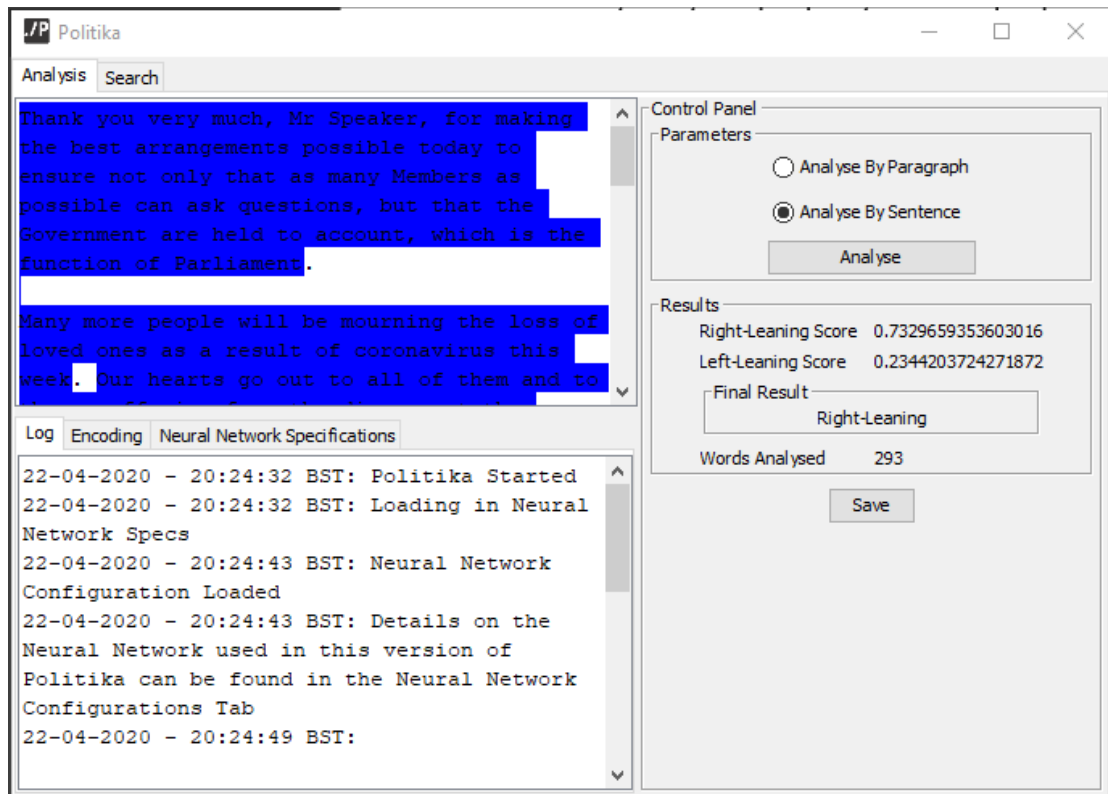 ./P Politika
Analysis Search
Thank you very much, Mr Speaker, for making
the best arrangements possible today to
ensure not only that as many Members as
possible can ask questions, but that the
Government are held to account, which is the
function of Parliament.
Many more people will be mourning the loss of
loved ones as a result of coronavirus this
week. Our hearts go out to all of them and to
Log Encoding Neural Network Specifications
22-04-2020 - 20:24:32 BST: Politika Started
22-04-2020 - 20:24:32 BST: Loading in Neural
Network Specs
22-04-2020 - 20:24:43 BST: Neural Network
Configuration Loaded
22-04-2020 - 20:24:43 BST: Details on the
Neural Network used in this version of
Politika can be found in the Neural Network
Configurations Tab
22-04-2020 - 20:24:49 BST:
Control Panel
Parameters
Analyse By Paragraph
Analyse By Sentence
Analyse
Results
Right-Leaning Score 0.7329659353603016
Left-Leaning Score 0.2344203724271872
Final Result
Right-Leaning
Words Analysed 293
Save